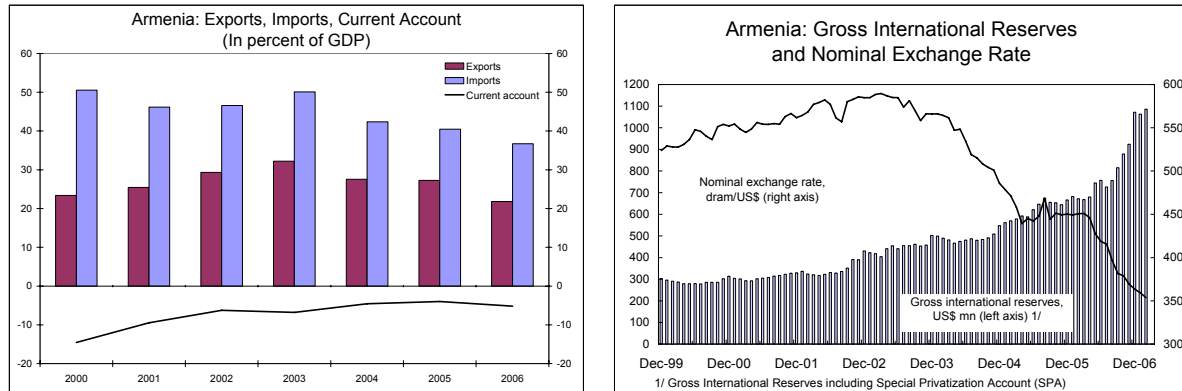 Armenia: Exports, Imports, Current Account
(In percent of GDP)
60
50
40
30
20
10
0
-10
-20
60
50
40
30
20
10
0
-10
-20
Exports
Imports
Current account
2000 2001 2002 2003 2004 2005 2006
Armenia: Gross International Reserves
and Nominal Exchange Rate
1200
1100
1000
900
800
700
600
500
400
300
200
100
0
600
550
500
450
400
350
300
Nominal exchange rate,
dram/US$ (right axis)
Gross international reserves,
US$ mn (left axis) 1/
Dec-99 Dec-00 Dec-01 Dec-02 Dec-03 Dec-04 Dec-05 Dec-06
1/ Gross International Reserves including Special Privatization Account (SPA)